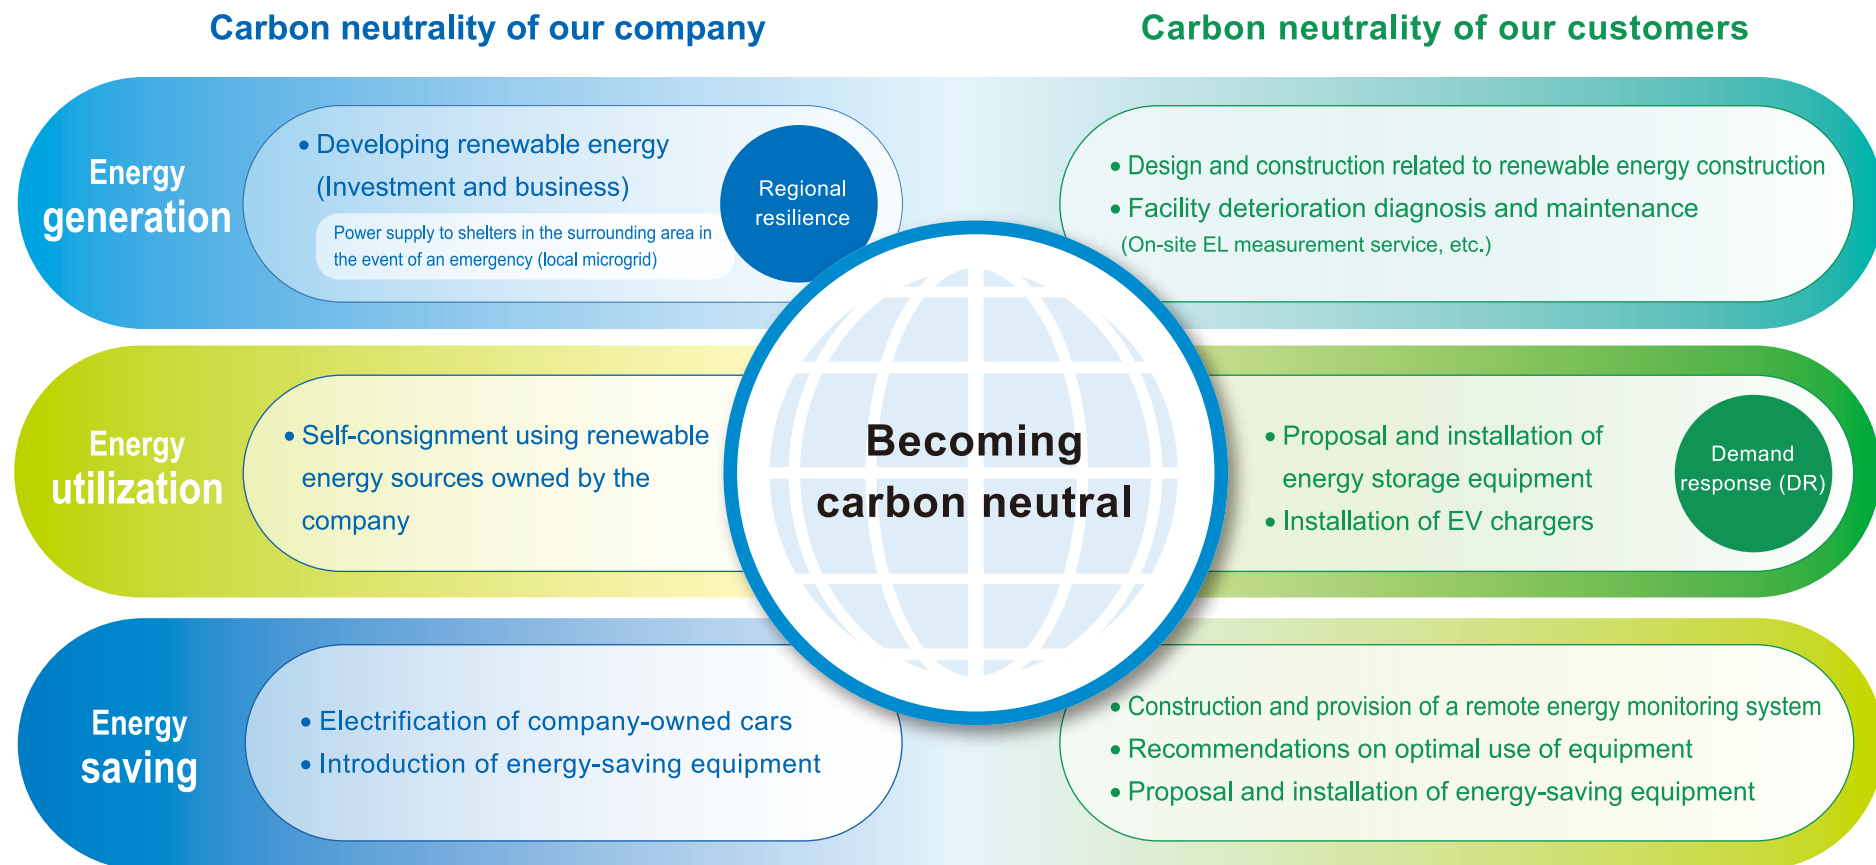 Carbon neutrality of our company
Carbon neutrality of our customers
Energy
generation
• Developing renewable energy
(Investment and business)
Power supply to shelters in the surrounding area in
the event of an emergency (local microgrid)
Regional
resilience
• Design and construction related to renewable energy construction
• Facility deterioration diagnosis and maintenance
(On-site EL measurement service, etc.)
Energy
utilization
• Self-consignment using renewable
energy sources owned by the
company
Becoming
carbon neutral
• Proposal and installation of
energy storage equipment
• Installation of EV chargers
Demand
response (DR)
Energy
saving
• Electrification of company-owned cars
• Introduction of energy-saving equipment
• Construction and provision of a remote energy monitoring system
• Recommendations on optimal use of equipment
• Proposal and installation of energy-saving equipment